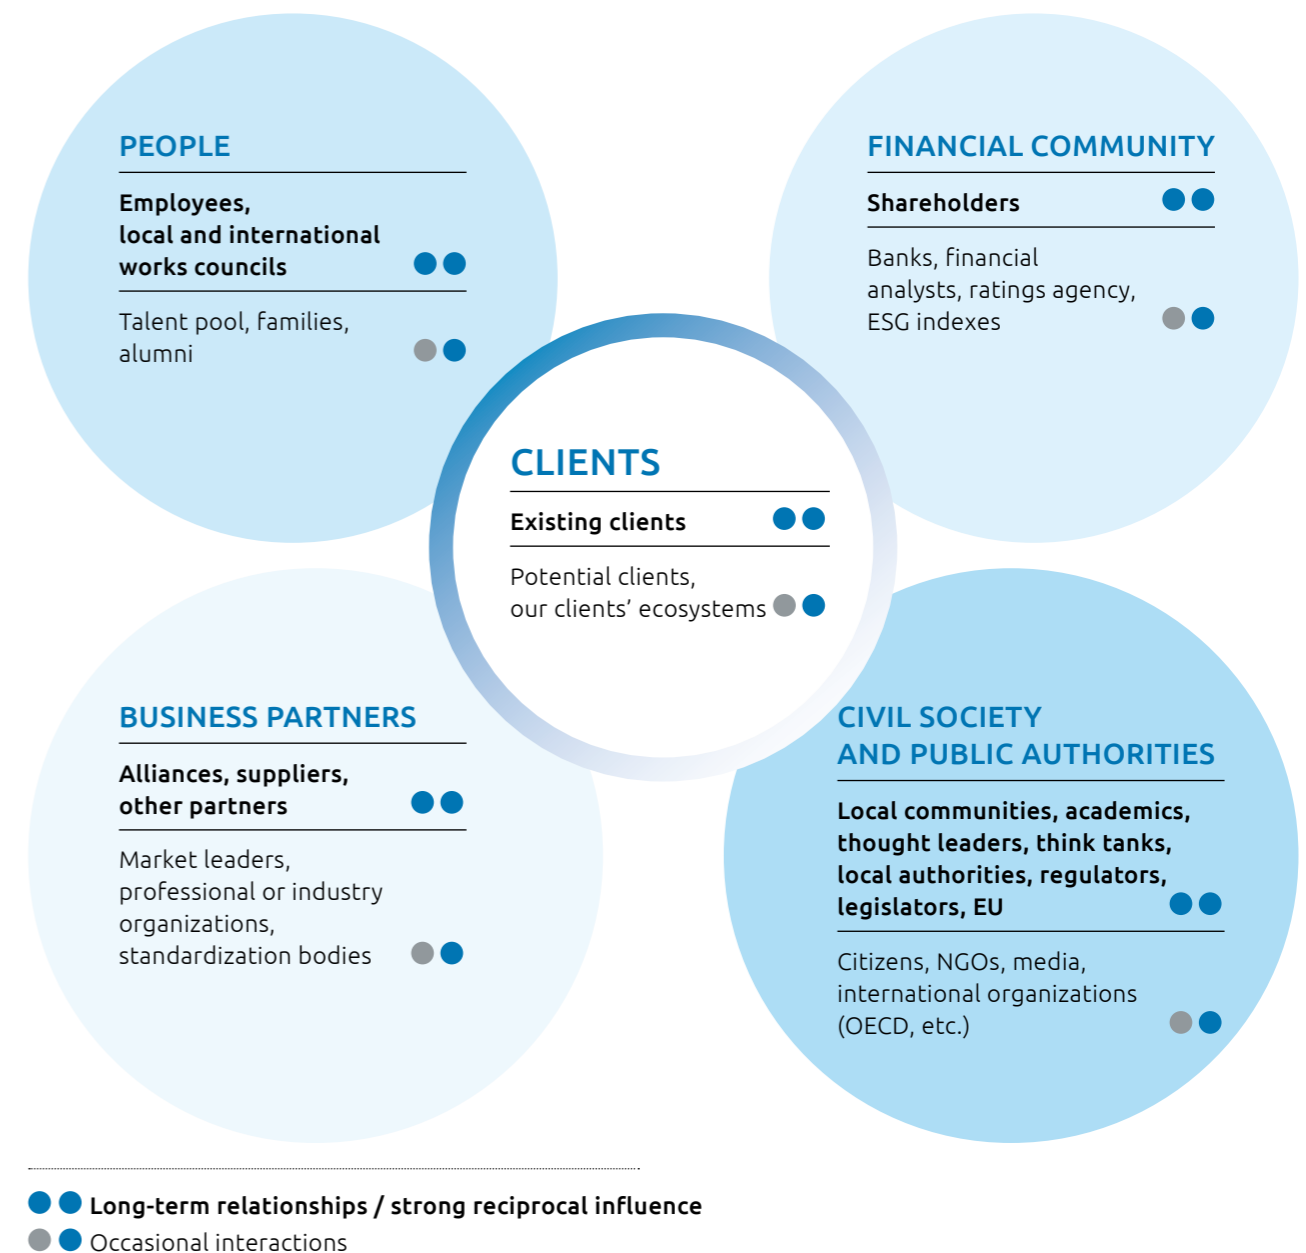 PEOPLE
Employees,
local and international
works councils
Talent pool, families,
alumni
FINANCIAL COMMUNITY
Shareholders
Banks, financial
analysts, ratings agency,
ESG indexes
CLIENTS
Existing clients
Potential clients,
our clients’ ecosystems
BUSINESS PARTNERS
Alliances, suppliers,
other partners
Market leaders,
professional or industry
organizations,
standardization bodies
CIVIL SOCIETY
AND PUBLIC AUTHORITIES
Local communities, academics,
thought leaders, think tanks,
local authorities, regulators,
legislators, EU
Citizens, NGOs, media,
international organizations
(OECD, etc.)
Long-term relationships / strong reciprocal influence
Occasional interactions